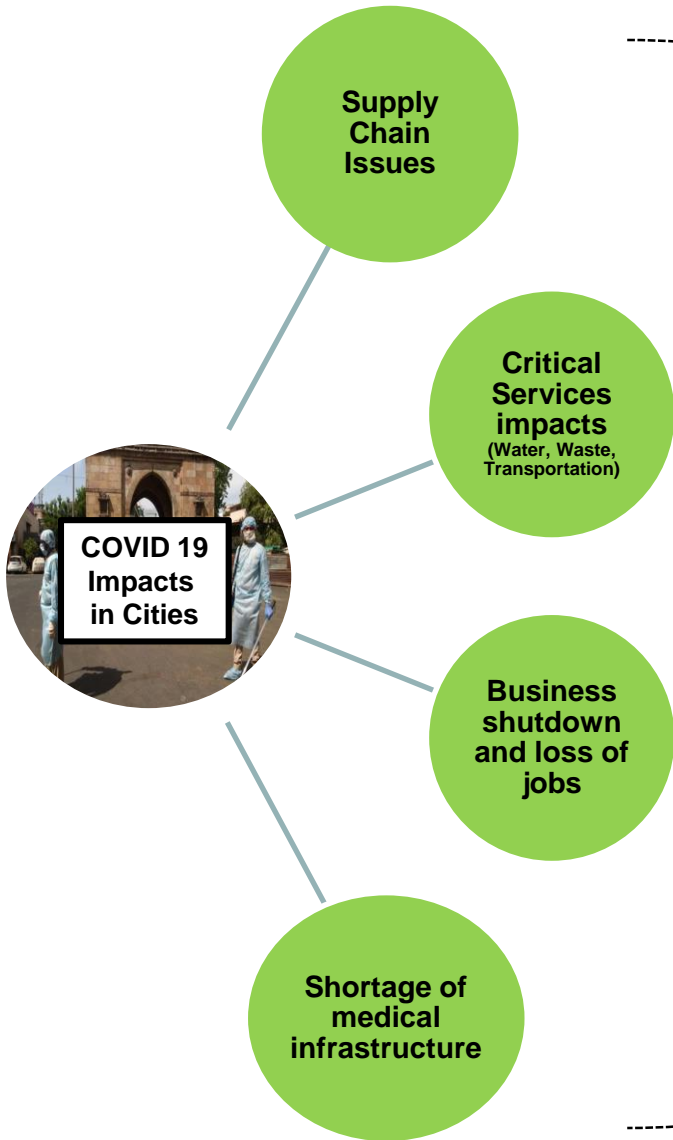 Supply
Chain
Issues
Critical
Services
impacts
(Water, Waste,
Transportation)
COVID 19
Impacts
in Cities
Business
shutdown
and loss of
jobs
Shortage of
medical
infrastructure